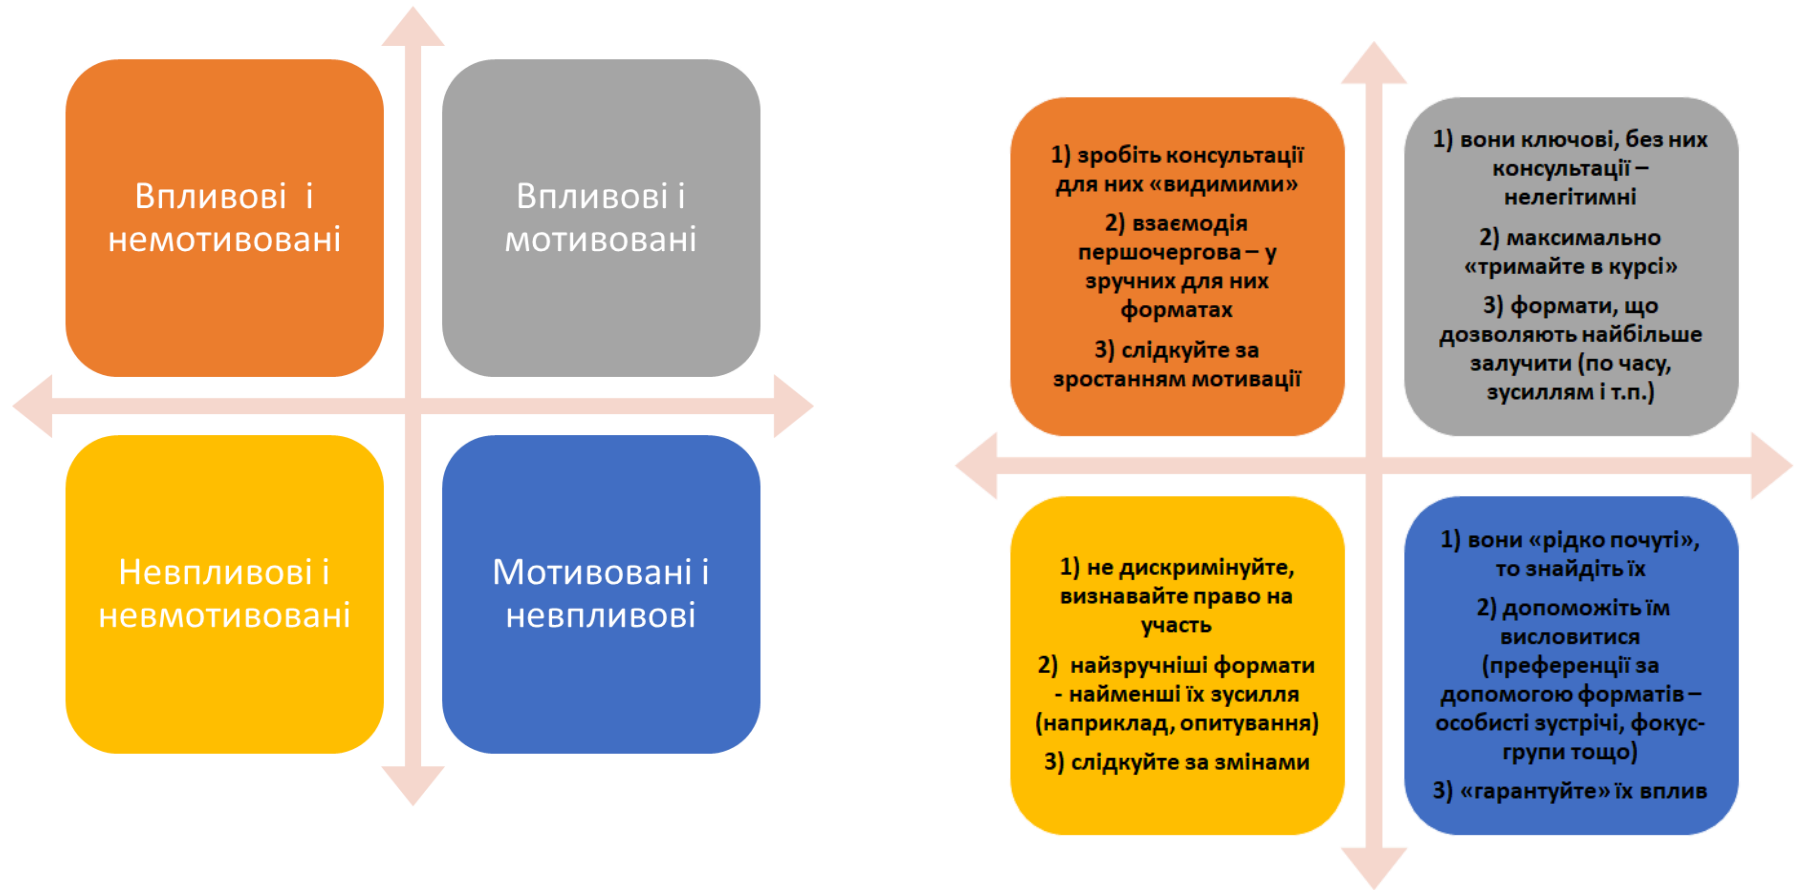 Впливові і
немотивовані
Впливові і
мотивовані
Невпливові і
невмотивовані
Мотивовані і
невпливові
1) зробіть консультації
для них «видимими»
2) взаємодія
першочергова – у
зручних для них
форматах
3) слідкуйте за
зростанням мотивації
1) вони ключові, без них
консультації –
нелегітимні
2) максимально
«тримайте в курсі»
3) формати, що
дозволяють найбільше
залучити (по часу,
зусиллям і т.п.)
1) не дискримінуйте,
визнавайте право на
участь
2) найзручніші формати
- найменші їх зусилля
(наприклад, опитування)
3) слідкуйте за змінами
1) вони «рідко почуті»,
то знайдіть їх
2) допоможіть їм
висловитися
(преференції за
допомогою форматів –
особисті зустрічі, фокус-
групи тощо)
3) «гарантуйте» їх вплив